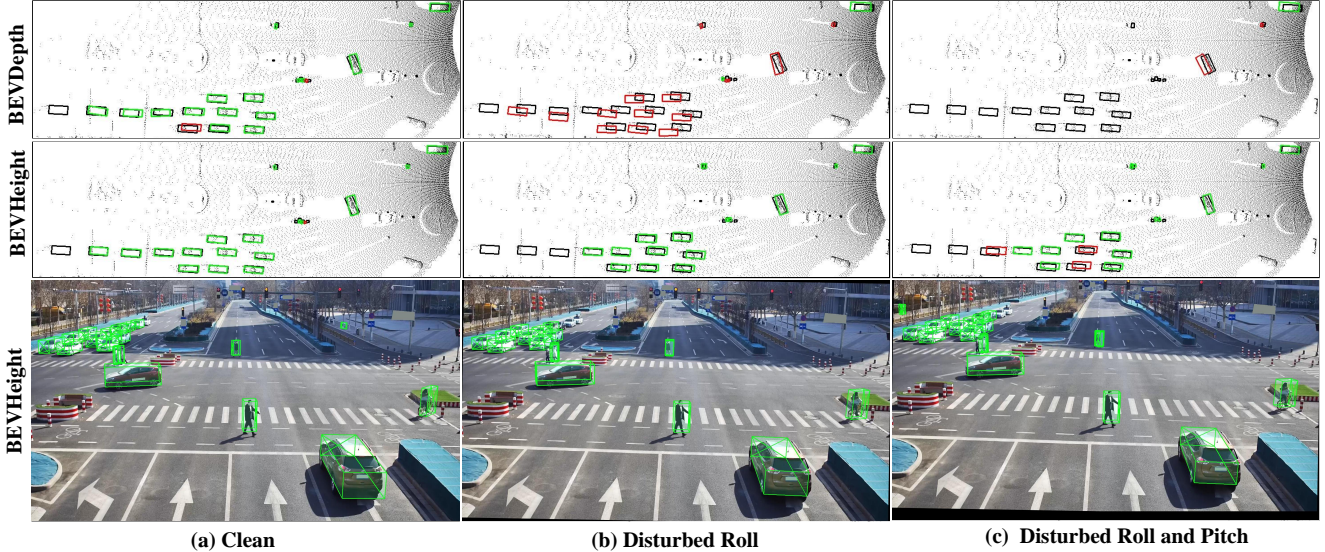 BEVDepth
BEVHeight
BEVHeight
(a) Clean
(b) Disturbed Roll
(c) Disturbed Roll and Pitch